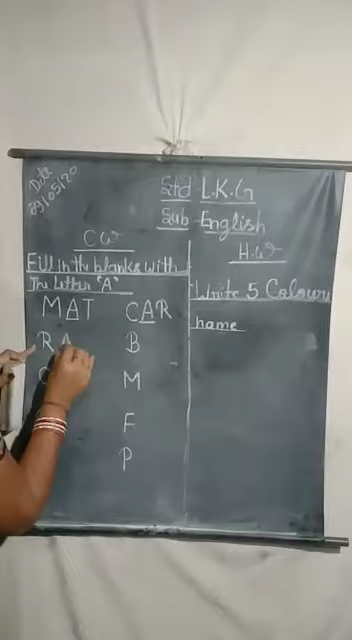 Date
29/05/20
Std L.K.G
Sub English
C.W
Fill in the blanks with
The Letter "A"
MAT CAR
RA B
C M
F
P
H.W
Write 5 Colours
name